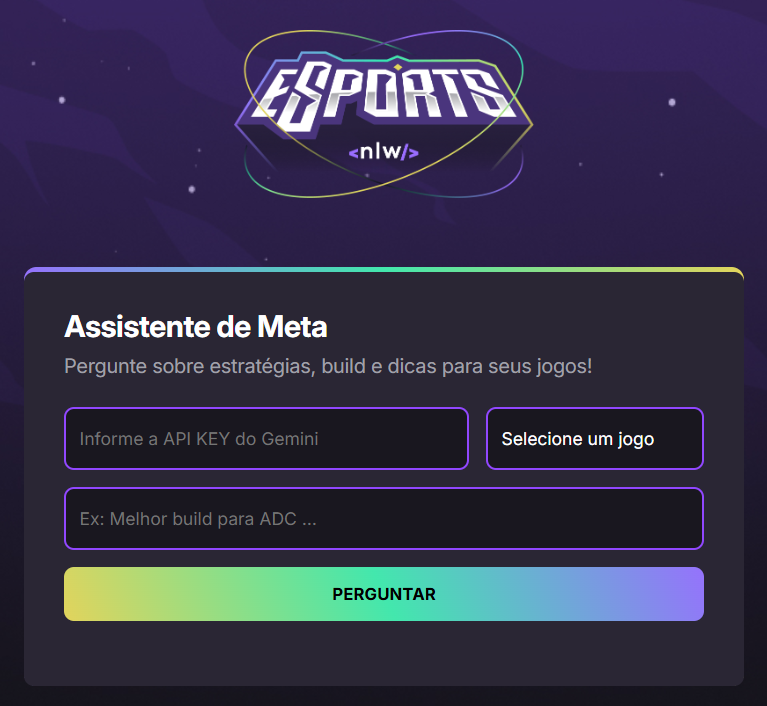 ESPORTS
<nlw/>
Assistente de Meta
Pergunte sobre estratégias, build e dicas para seus jogos!
Informe a API KEY do Gemini
Selecione um jogo
Ex: Melhor build para ADC ...
PERGUNTAR